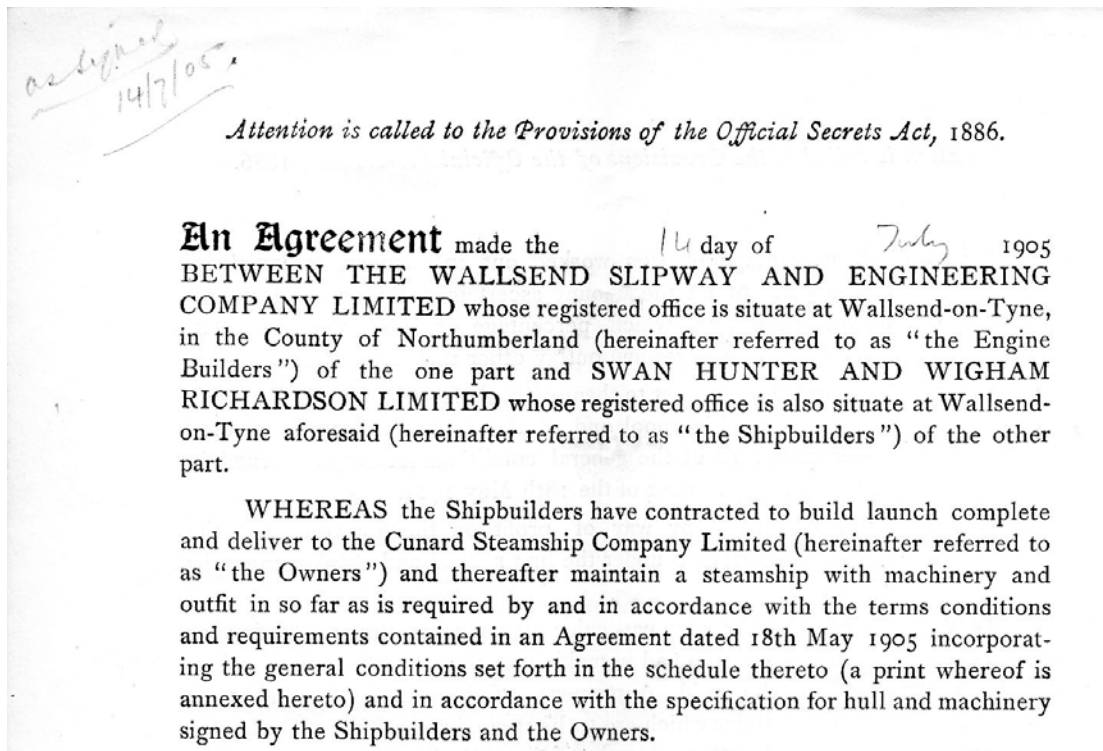 as signed
14/7/05.
Attention is called to the Provisions of the Official Secrets Act, 1886.
An Agreement made the 14 day of July 1905
BETWEEN THE WALLSEND SLIPWAY AND ENGINEERING
COMPANY LIMITED whose registered office is situate at Wallsend-on-Tyne,
in the County of Northumberland (hereinafter referred to as “the Engine
Builders”) of the one part and SWAN HUNTER AND WIGHAM
RICHARDSON LIMITED whose registered office is also situate at Wallsend-
on-Tyne aforesaid (hereinafter referred to as “the Shipbuilders”) of the other
part.
WHEREAS the Shipbuilders have contracted to build launch complete
and deliver to the Cunard Steamship Company Limited (hereinafter referred to
as “the Owners”) and thereafter maintain a steamship with machinery and
outfit in so far as is required by and in accordance with the terms conditions
and requirements contained in an Agreement dated 18th May 1905 incorporat-
ing the general conditions set forth in the schedule thereto (a print whereof is
annexed hereto) and in accordance with the specification for hull and machinery
signed by the Shipbuilders and the Owners.